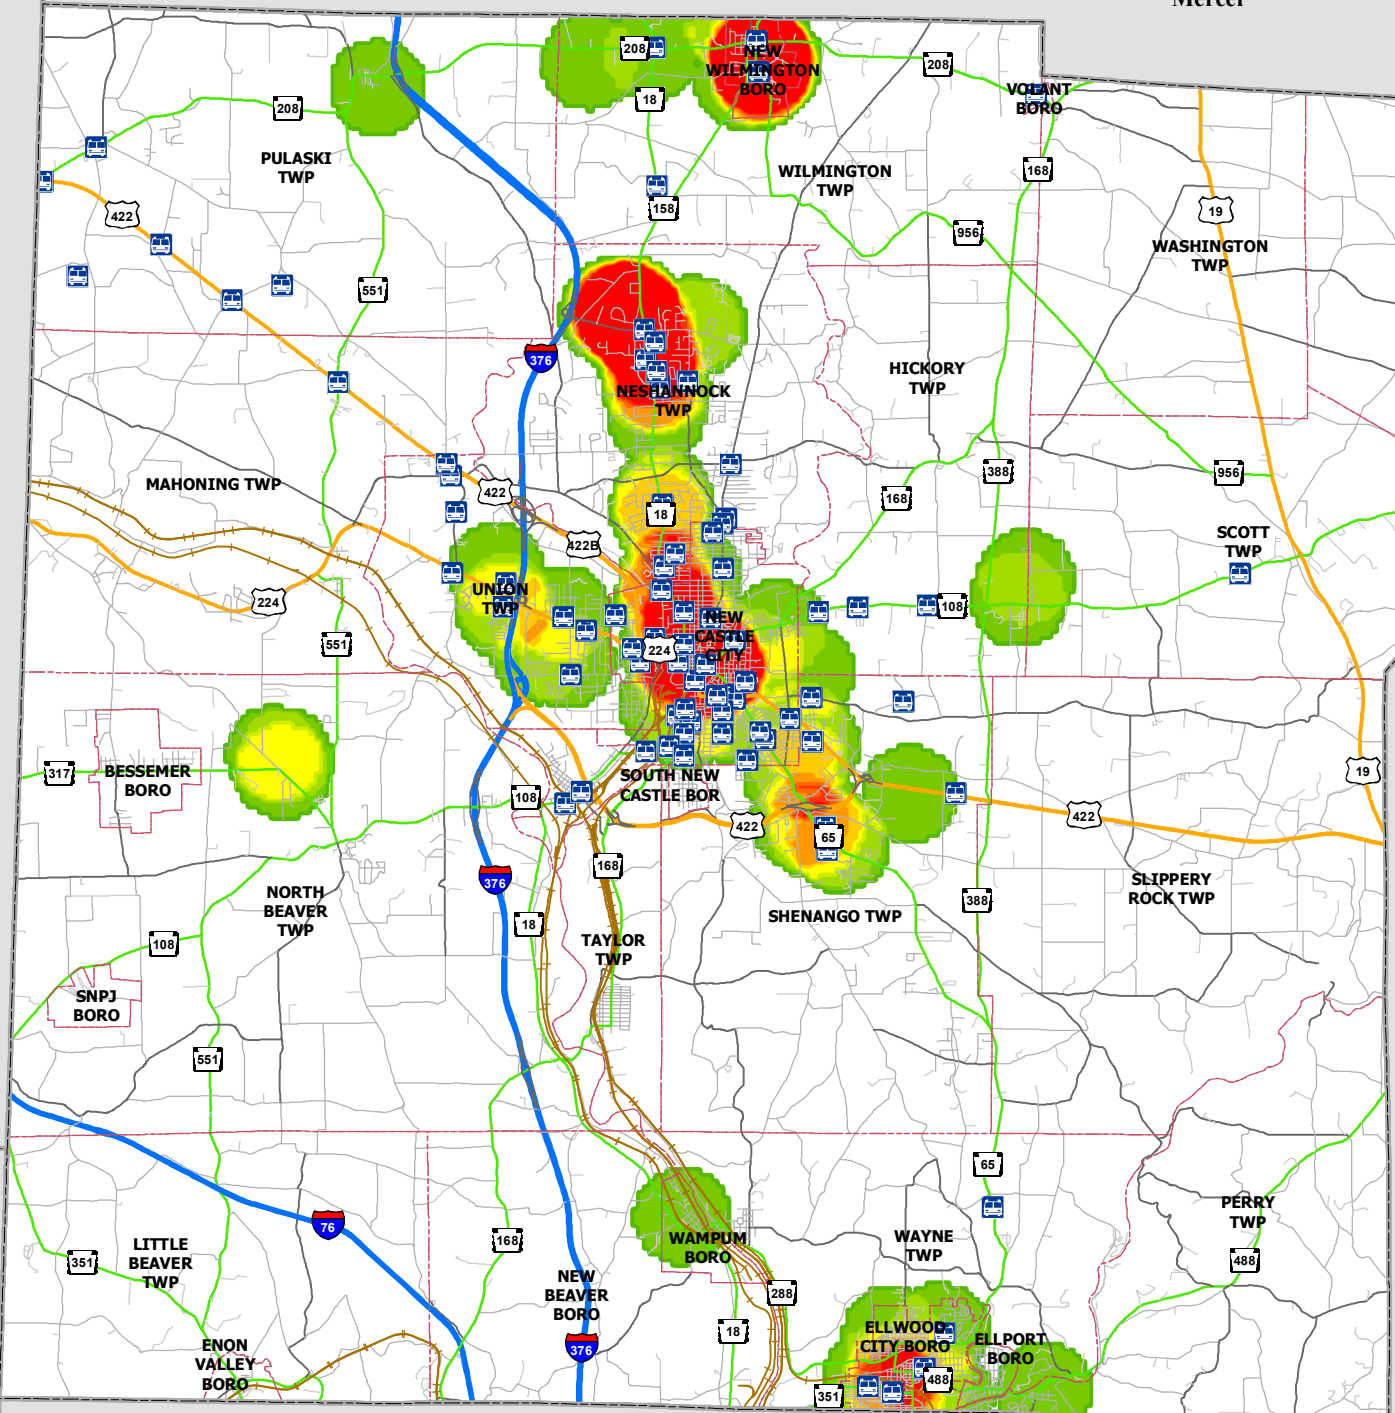 Mercer
208
NEW
WILMINGTON
BORO
208
18
208
VOLANT
BORO
PULASKI
TWP
WILMINGTON
TWP
168
422
158
19
956
WASHINGTON
TWP
551
376
HICKORY
TWP
NESHANNOCK
TWP
MAHONING TWP
422
388
956
168
18
422B
SCOTT
TWP
224
UNION
TWP
108
NEW
CASTLE
CITY
551
224
317
BESSEMER
BORO
SOUTH NEW
CASTLE BOR
19
108
422
422
65
168
376
NORTH
BEAVER
TWP
SLIPPERY
ROCK TWP
388
SHENANGO TWP
18
108
TAYLOR
TWP
SNPJ
BORO
551
65
76
PERRY
TWP
168
WAMPUM
BORO
WAYNE
TWP
351
LITTLE
BEAVER
TWP
488
NEW
BEAVER
BORO
288
18
ELLWOOD
CITY BORO
ELLPORT
BORO
376
ENON
VALLEY
BORO
488
351